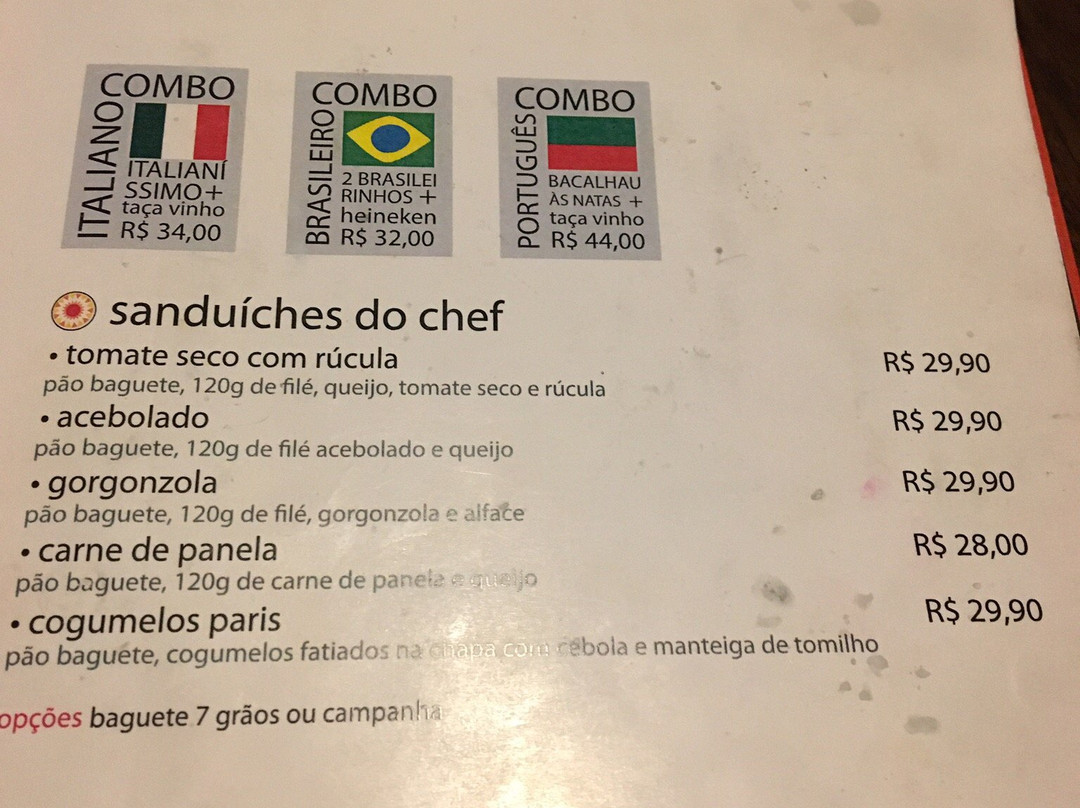 COMBO
ITALIANO
ITALIANÍ
SSIMO+
taça vinho
R$ 34,00
COMBO
BRASILEIRO
2 BRASILEI
RINHOS +
heineken
R$ 32,00
COMBO
PORTUGUÊS
BACALHAU
ÀS NATAS +
taça vinho
R$ 44,00
sanduíches do chef
• tomate seco com rúcula R$ 29,90
pão baguete, 120g de filé, queijo, tomate seco e rúcula
• acebolado R$ 29,90
pão baguete, 120g de filé acebolado e queijo
• gorgonzola R$ 29,90
pão baguete, 120g de filé, gorgonzola e alface
• carne de panela R$ 28,00
pão baguete, 120g de carne de panela e queijo
• cogumelos paris R$ 29,90
pão baguete, cogumelos fatiados na chapa com cebola e manteiga de tomilho
opções baguete 7 grãos ou campanha